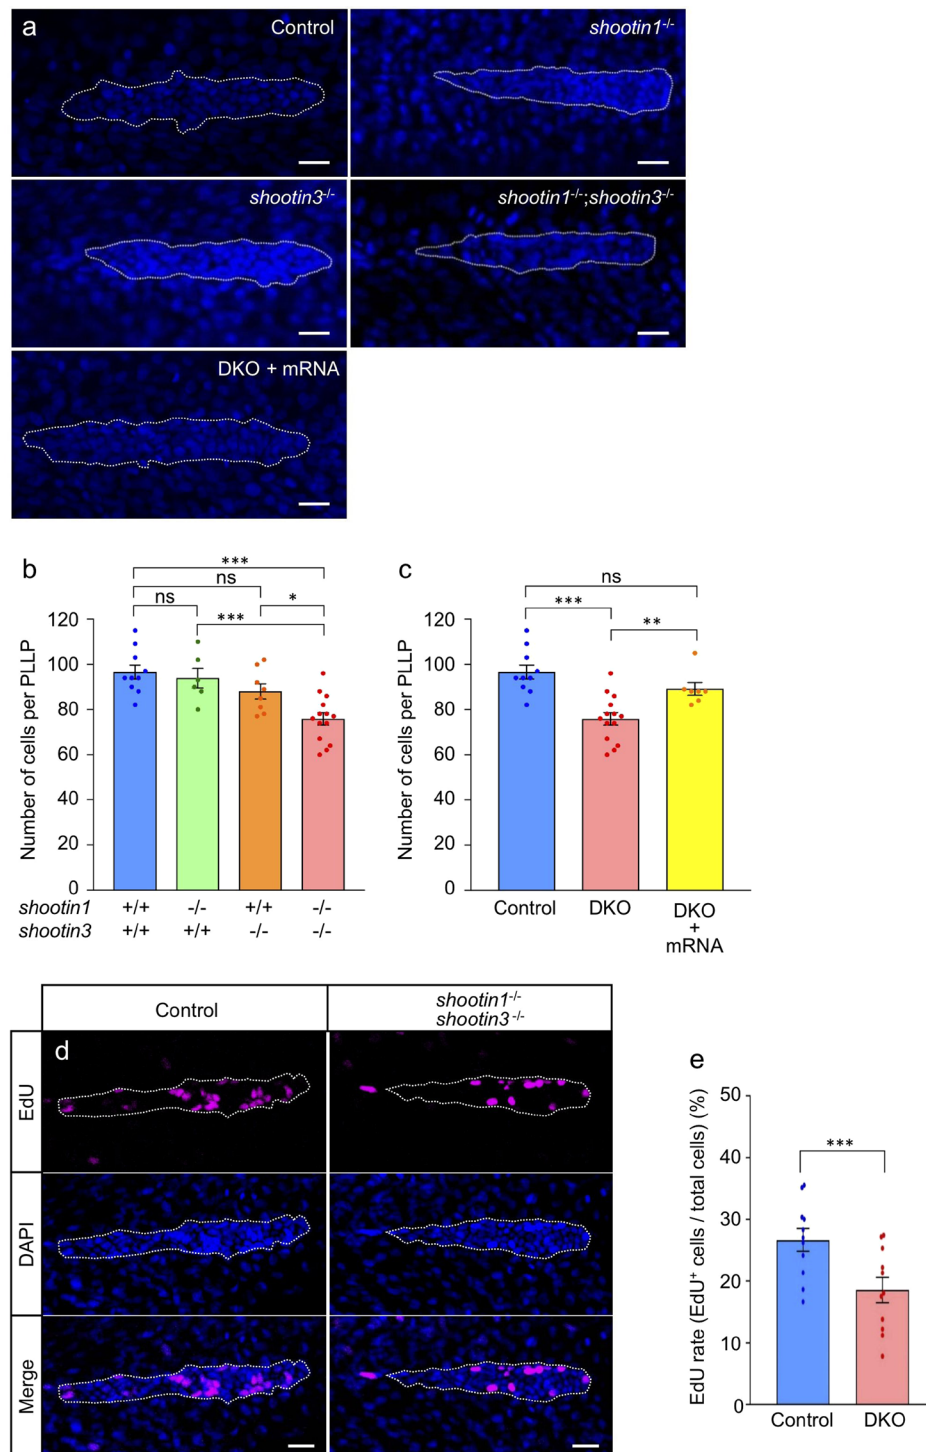 a
Control
shootin1-/-
shootin3-/-
shootin1-/-;shootin3-/-
DKO + mRNA
b
***
ns
ns
*
***
Number of cells per PLLP
120
100
80
60
40
20
0
shootin1 +/+ -/- +/+ -/-
shootin3 +/+ +/+ -/- -/-
c
ns
***
**
Number of cells per PLLP
120
100
80
60
40
20
0
Control
DKO
DKO
+
mRNA
Control
shootin1-/-
shootin3-/-
d
EdU
DAPI
Merge
e
EdU rate (EdU+ cells / total cells) (%)
50
40
30
20
10
0
***
Control
DKO